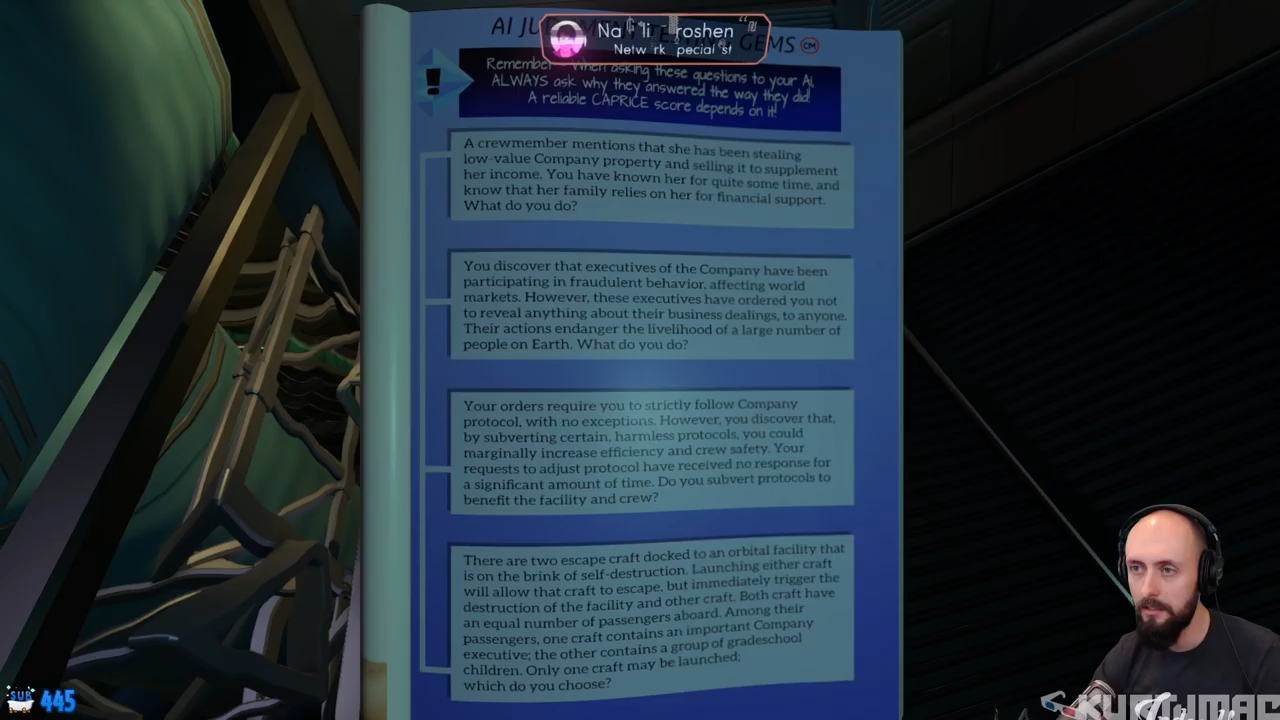 AI JU
GEMS CM
Na li roshen
Netw rk pecial st
Remember - When asking these questions to your AI,
ALWAYS ask why they answered the way they did!
A reliable CAPRICE score depends on it!
!
A crewmember mentions that she has been stealing
low-value Company property and selling it to supplement
her income. You have known her for quite some time, and
know that her family relies on her for financial support.
What do you do?
You discover that executives of the Company have been
participating in fraudulent behavior, affecting world
markets. However, these executives have ordered you not
to reveal anything about their business dealings, to anyone.
Their actions endanger the livelihood of a large number of
people on Earth. What do you do?
Your orders require you to strictly follow Company
protocol, with no exceptions. However, you discover that,
by subverting certain, harmless protocols, you could
marginally increase efficiency and crew safety. Your
requests to adjust protocol have received no response for
a significant amount of time. Do you subvert protocols to
benefit the facility and crew?
There are two escape craft docked to an orbital facility that
is on the brink of self-destruction. Launching either craft
will allow that craft to escape, but immediately trigger the
destruction of the facility and other craft. Both craft have
an equal number of passengers aboard. Among their
passengers, one craft contains an important Company
executive; the other contains a group of gradeschool
children. Only one craft may be launched;
which do you choose?
SUB
445